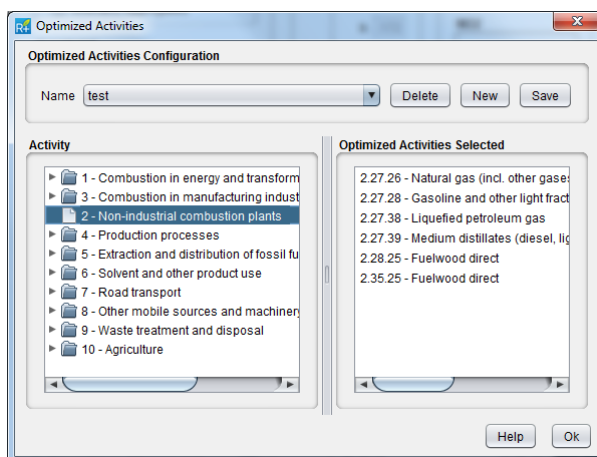 R+ Optimized Activities
Optimized Activities Configuration
Name test Delete New Save
Activity
1 - Combustion in energy and transform
3 - Combustion in manufacturing indust
2 - Non-industrial combustion plants
4 - Production processes
5 - Extraction and distribution of fossil fu
6 - Solvent and other product use
7 - Road transport
8 - Other mobile sources and machinery
9 - Waste treatment and disposal
10 - Agriculture
Optimized Activities Selected
2.27.26 - Natural gas (incl. other gases
2.27.28 - Gasoline and other light fract
2.27.38 - Liquefied petroleum gas
2.27.39 - Medium distillates (diesel, lig
2.28.25 - Fuelwood direct
2.35.25 - Fuelwood direct
Help Ok